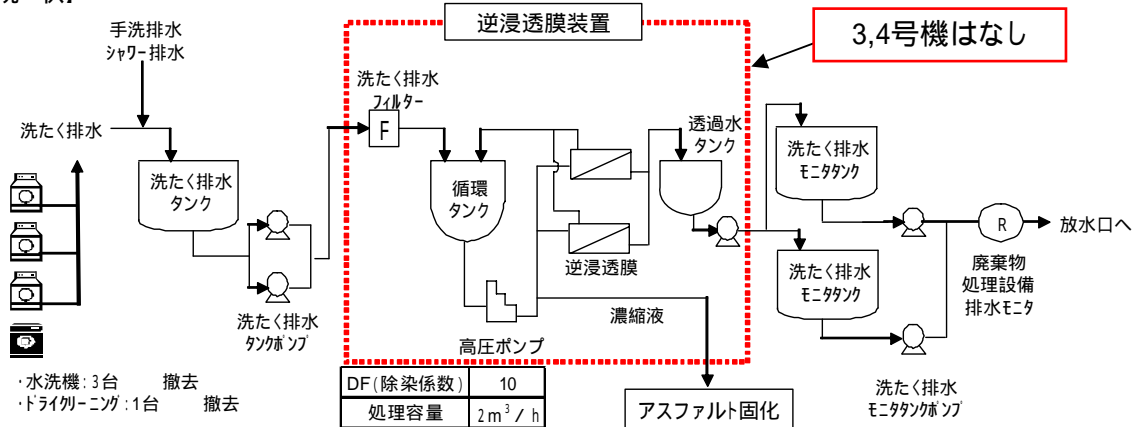 逆浸透膜装置
3,4号機はなし
手洗排水
シャワー排水
洗たく排水
洗たく排水
タンク
洗たく排水
タンクポンプ
洗たく排水
フィルター
F
循環
タンク
高圧ポンプ
逆浸透膜
濃縮液
透過水
タンク
洗たく排水
モニタタンク
洗たく排水
モニタタンク
R
放水口へ
廃棄物
処理設備
排水モニタ
洗たく排水
モニタタンクポンプ
・水洗機:3台 撤去
・ドライクリーニング:1台 撤去
DF(除染係数) 10
処理容量 2m³/h
アスファルト固化